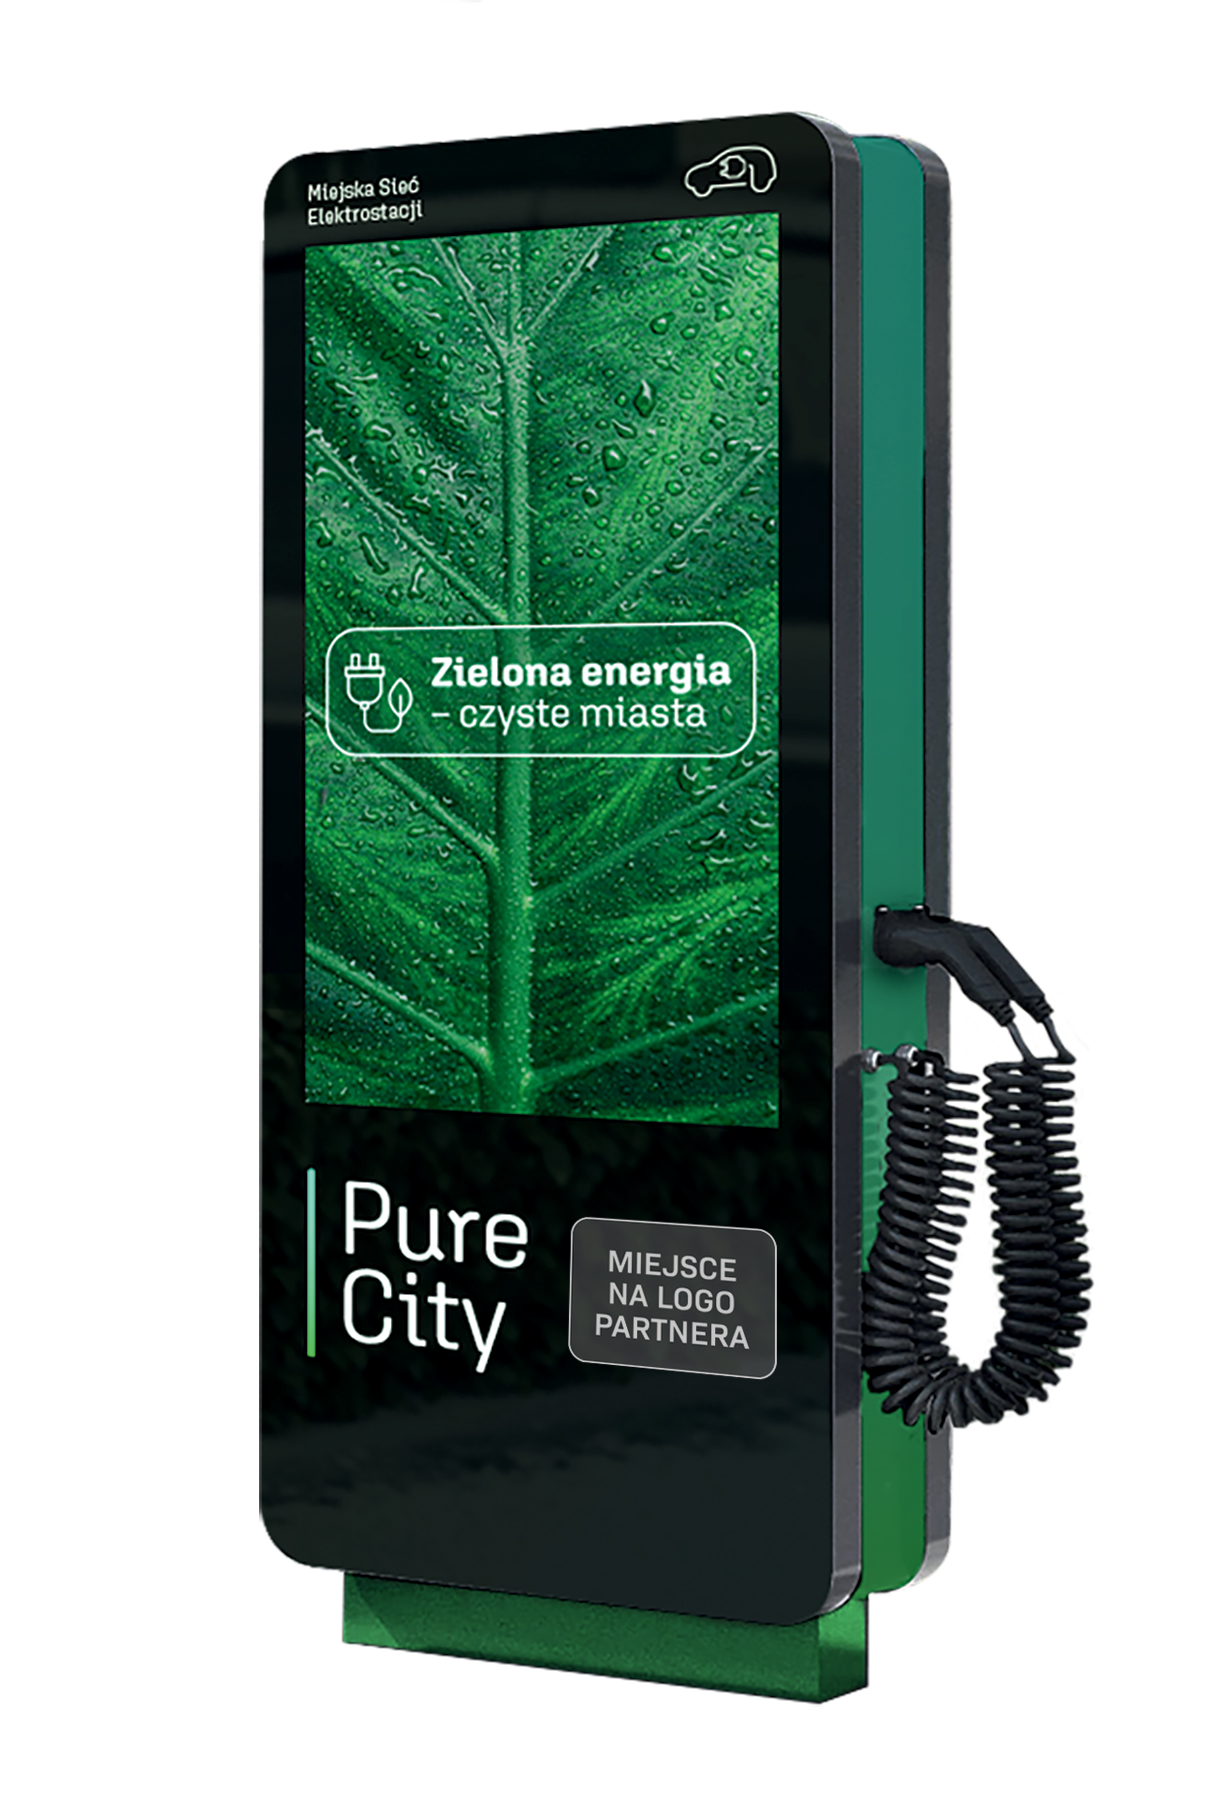 Miejska Sieć
Elektrostacji
Zielona energia
– czyste miasta
Pure
City
MIEJSCE
NA LOGO
PARTNERA